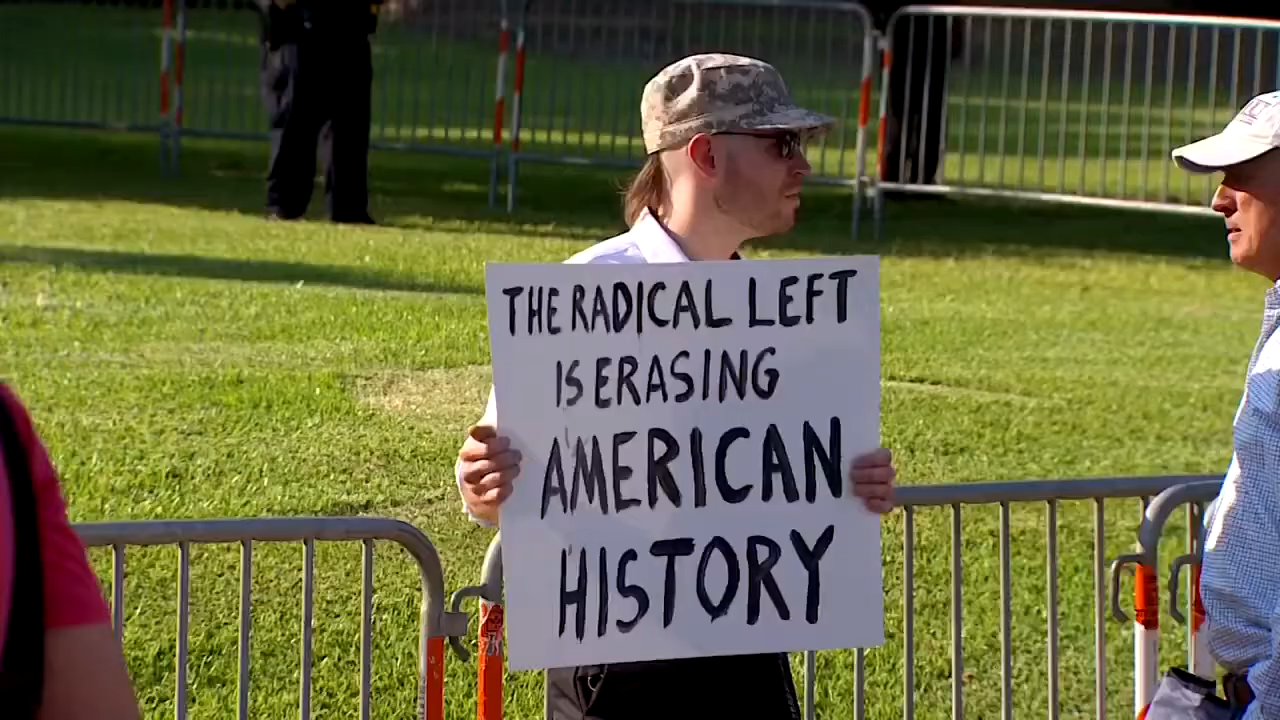 THE RADICAL LEFT
IS ERASING
AMERICAN
HISTORY